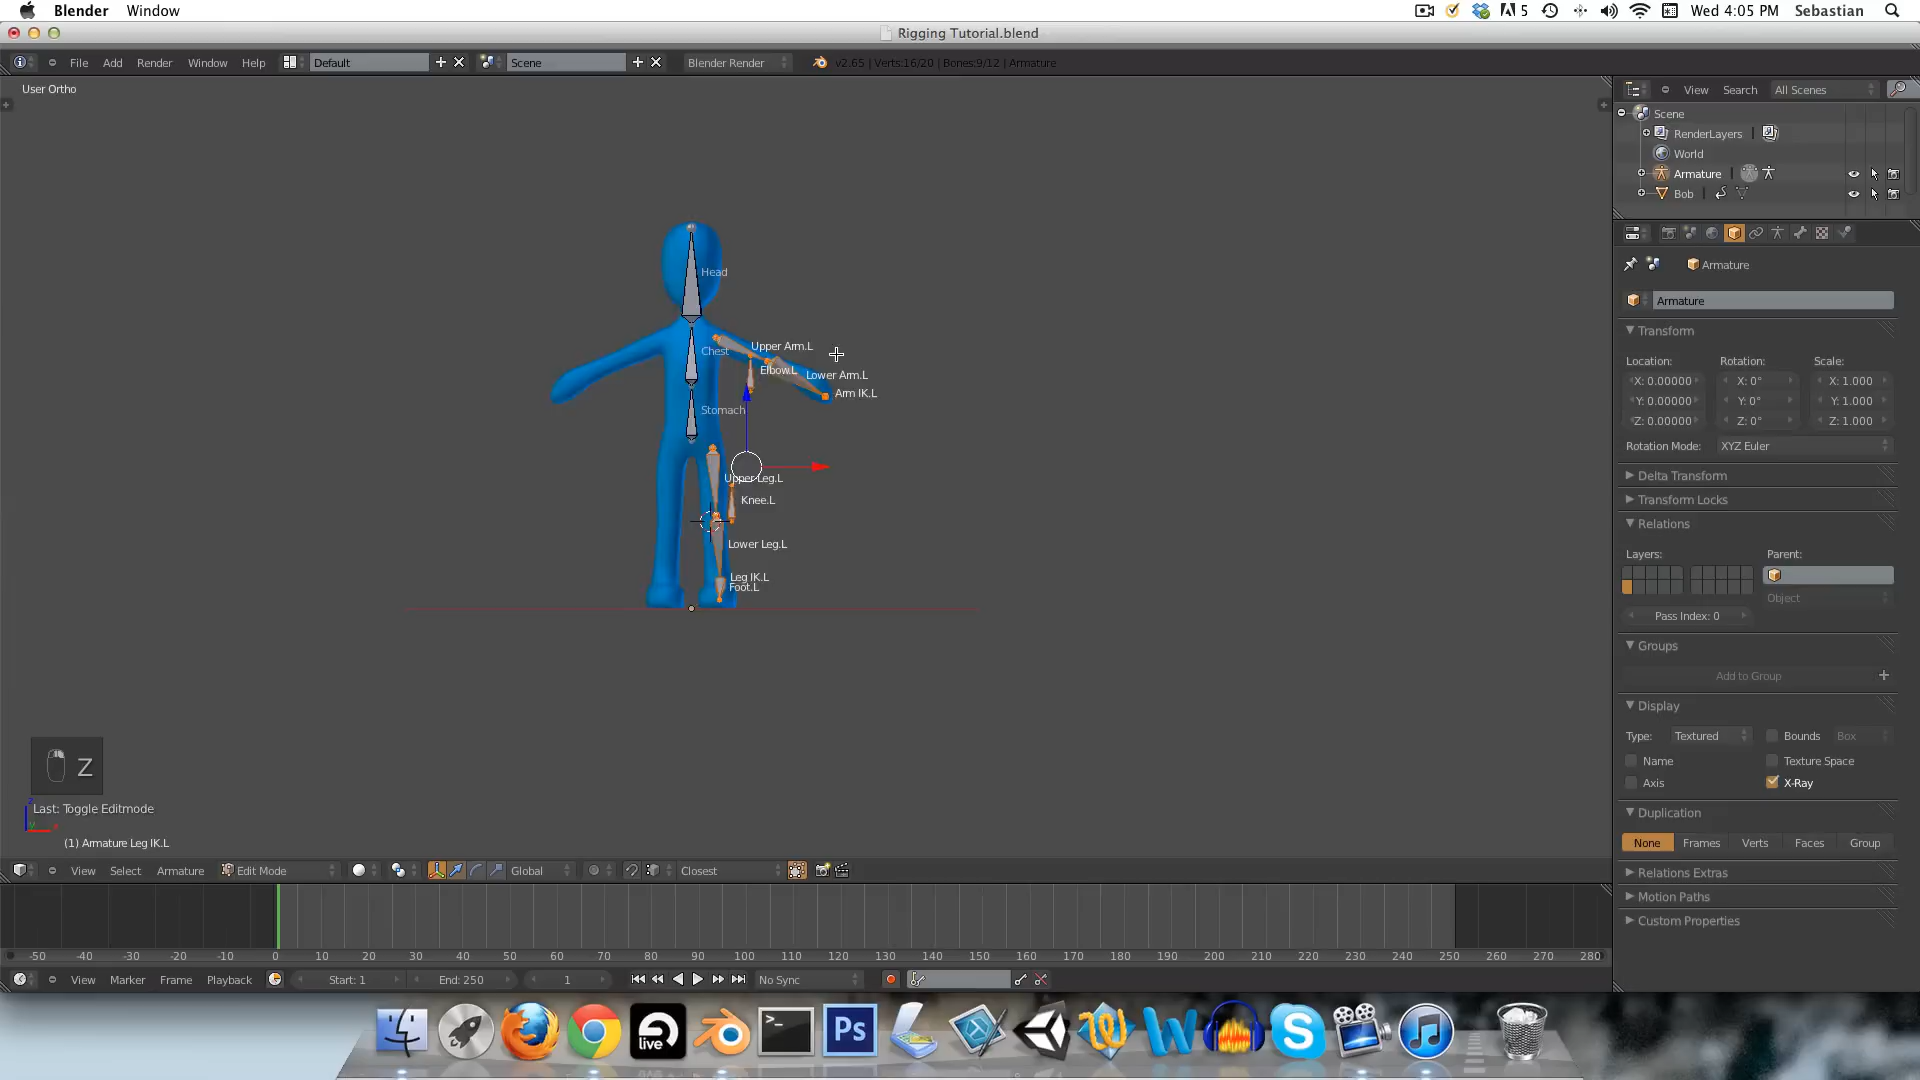 Blender Window 5 Wed 4:05 PM Sebastian
Rigging Tutorial.blend
File Add Render Window Help Default Scene Blender Render v2.65 | Verts:16/20 | Bones:9/12 | Armature
User Ortho
View Search All Scenes
Scene
RenderLayers |
World
Armature |
Bob |
Armature
Armature
Transform
Location: Rotation: Scale:
X: 0.00000 X: 0° X: 1.000
Y: 0.00000 Y: 0° Y: 1.000
Z: 0.00000 Z: 0° Z: 1.000
Rotation Mode: XYZ Euler
Delta Transform
Transform Locks
Relations
Layers: Parent:
Object
Pass Index: 0
Groups
Add to Group
Display
Type: Textured Bounds Box
Name Texture Space
Axis X-Ray
Duplication
None Frames Verts Faces Group
Relations Extras
Motion Paths
Custom Properties
Head
Upper Arm.L
Chest
Elbow.L
Lower Arm.L
Arm IK.L
Stomach
Upper Leg.L
Knee.L
Lower Leg.L
Leg IK.L
Foot.L
Z
z
Last: Toggle Editmode
(1) Armature Leg IK.L
View Select Armature Edit Mode Global Closest
-50 -40 -30 -20 -10 0 10 20 30 40 50 60 70 80 90 100 110 120 130 140 150 160 170 180 190 200 210 220 230 240 250 260 270 280
View Marker Frame Playback Start: 1 End: 250 1 No Sync
live Ps W